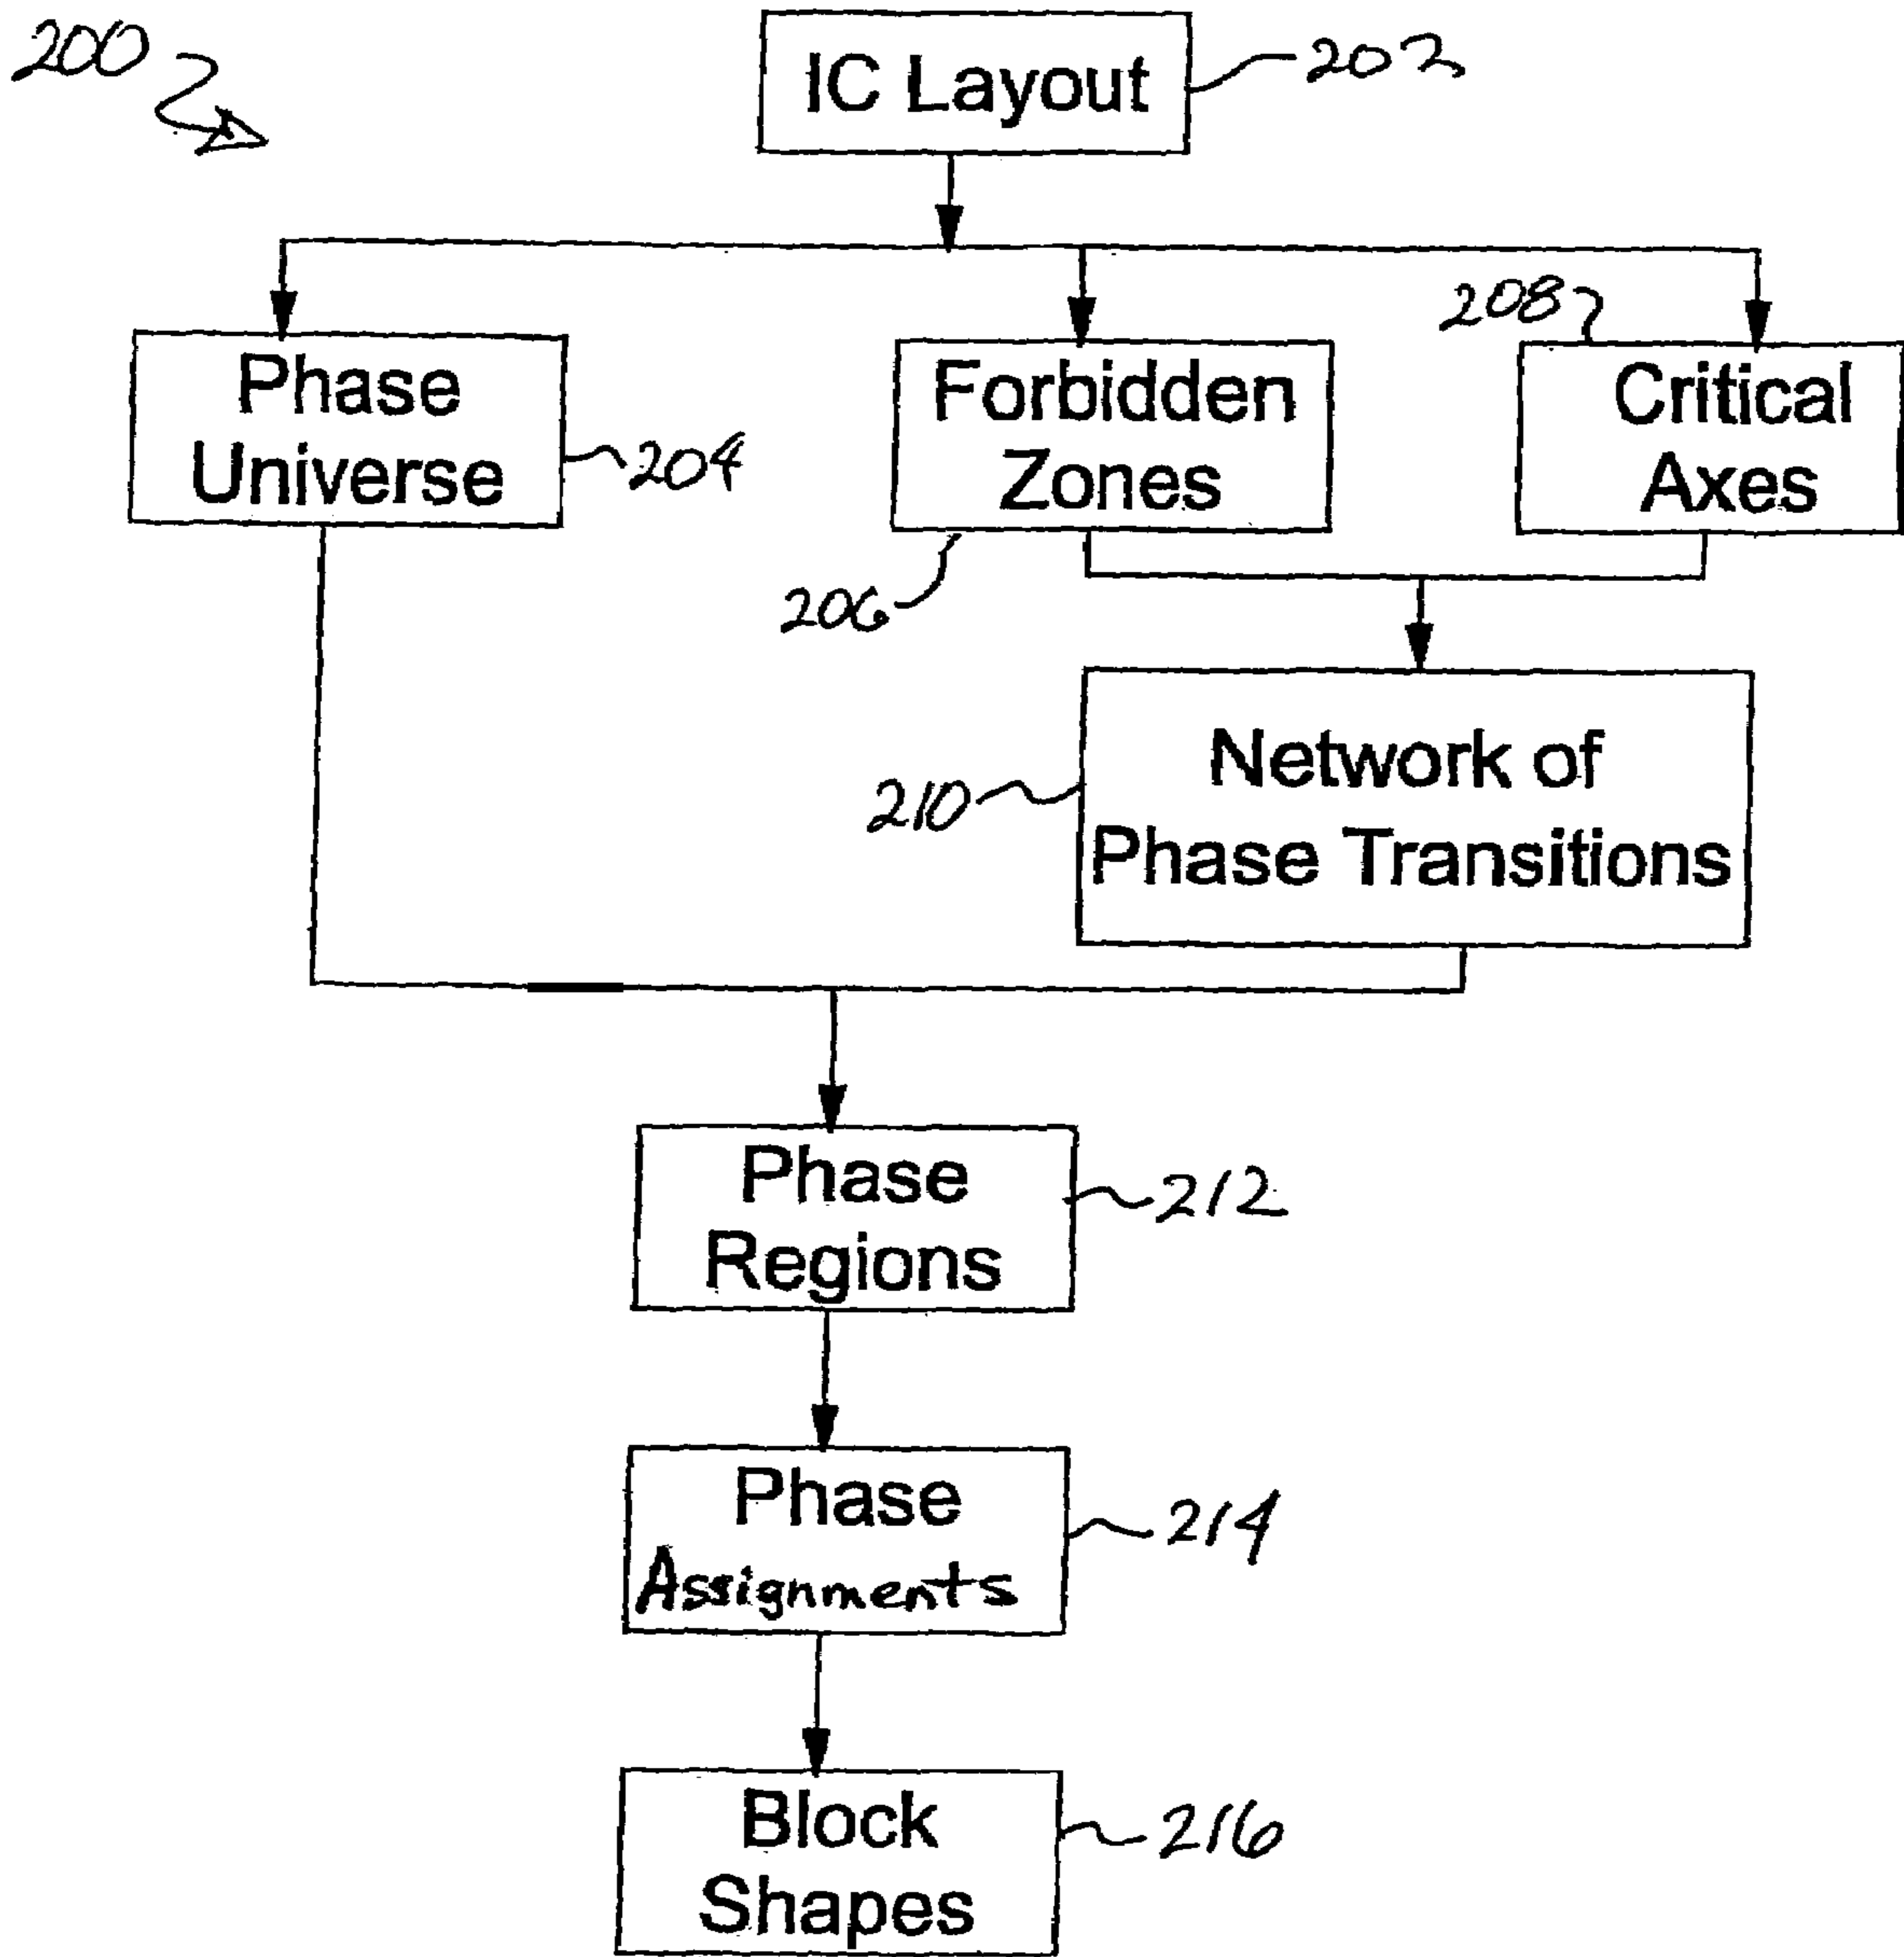 200
IC Layout
202
208
Phase
Universe
204
Forbidden
Zones
206
Critical
Axes
Network of
Phase Transitions
210
Phase
Regions
212
Phase
Assignments
214
Block
Shapes
216